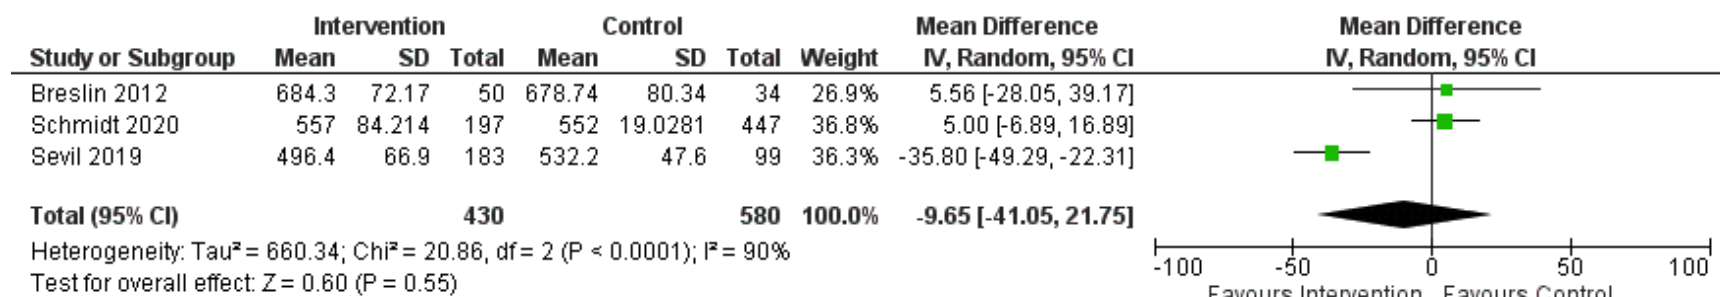 Intervention Control Mean Difference Mean Difference
Study or Subgroup Mean SD Total Mean SD Total Weight IV, Random, 95% CI IV, Random, 95% CI
Breslin 2012 684.3 72.17 50 678.74 80.34 34 26.9% 5.56 [-28.05, 39.17]
Schmidt 2020 557 84.214 197 552 19.0281 447 36.8% 5.00 [-6.89, 16.89]
Sevil 2019 496.4 66.9 183 532.2 47.6 99 36.3% -35.80 [-49.29, -22.31]
Total (95% CI) 430 580 100.0% -9.65 [-41.05, 21.75]
Heterogeneity: Tau² = 660.34; Chi² = 20.86, df = 2 (P < 0.0001); I² = 90%
Test for overall effect: Z = 0.60 (P = 0.55)
-100 -50 0 50 100
Favours Intervention Favours Control